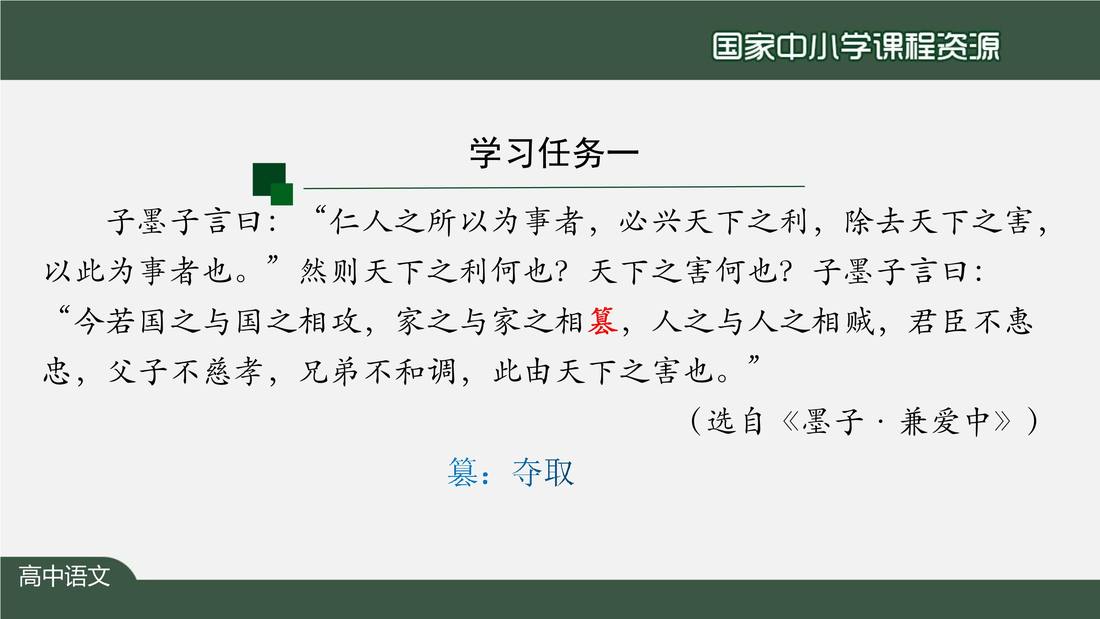 国家中小学课程资源
学习任务一
子墨子言曰：“仁人之所以为事者，必兴天下之利，除去天下之害，
以此为事者也。”然则天下之利何也？天下之害何也？子墨子言曰：
“今若国之与国之相攻，家之与家之相篡，人之与人之相贼，君臣不惠
忠，父子不慈孝，兄弟不和调，此由天下之害也。”
（选自《墨子·兼爱中》）
篡：夺取
高中语文